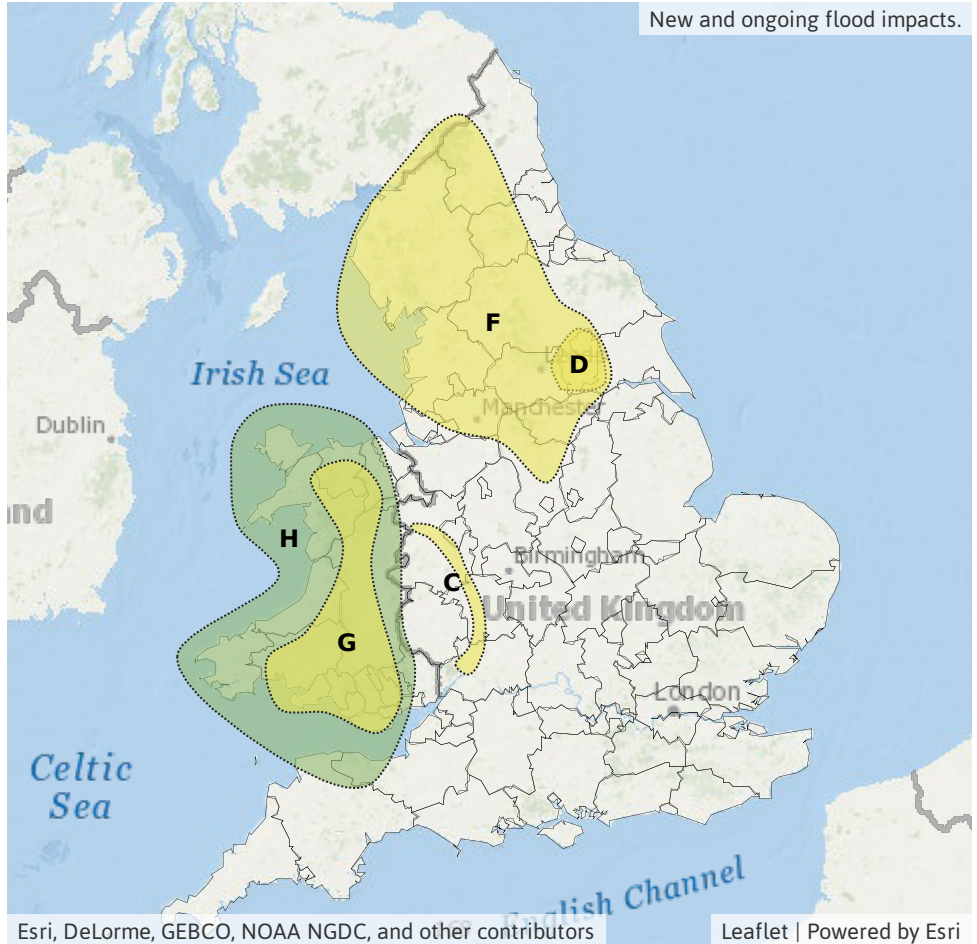 New and ongoing flood impacts.
F
D
Irish Sea
Manchester
Dublin
nd
H
Birmingham
C
United Kingdom
G
London
Celtic
Sea
English Channel
Esri, DeLorme, GEBCO, NOAA NGDC, and other contributors
Leaflet | Powered by Esri